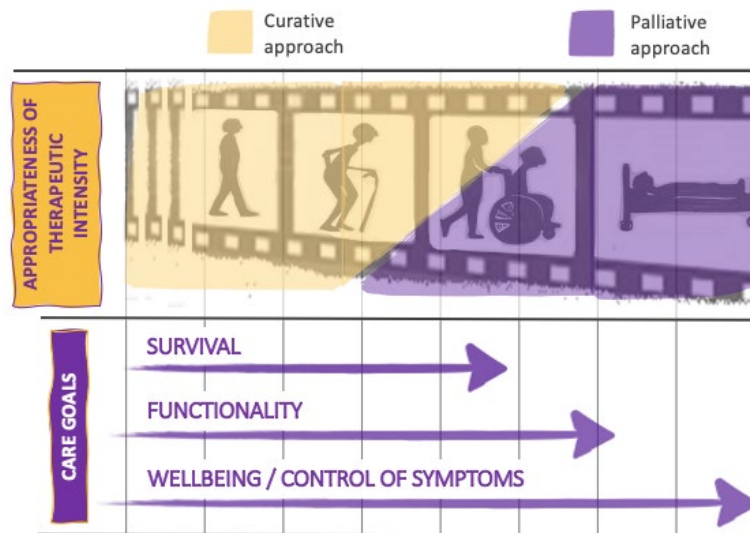 Curative
approach
Palliative
approach
APPROPRIATENESS OF
THERAPEUTIC
INTENSITY
CARE GOALS
SURVIVAL
FUNCTIONALITY
WELLBEING / CONTROL OF SYMPTOMS